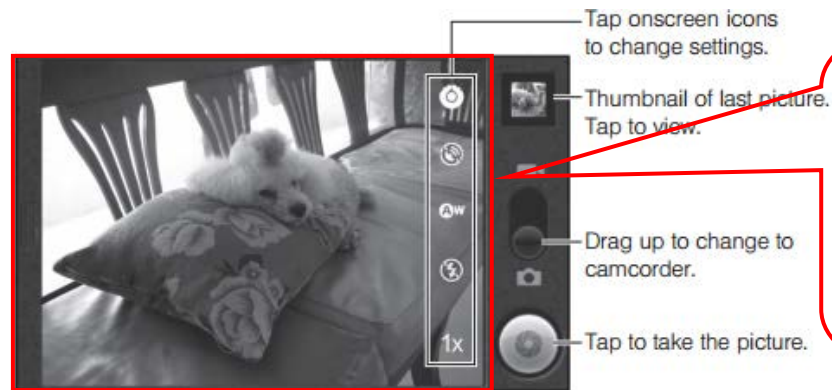 Tap onscreen icons
to change settings.
Thumbnail of last picture.
Tap to view.
AW
Drag up to change to
camcorder.
1x
Tap to take the picture.